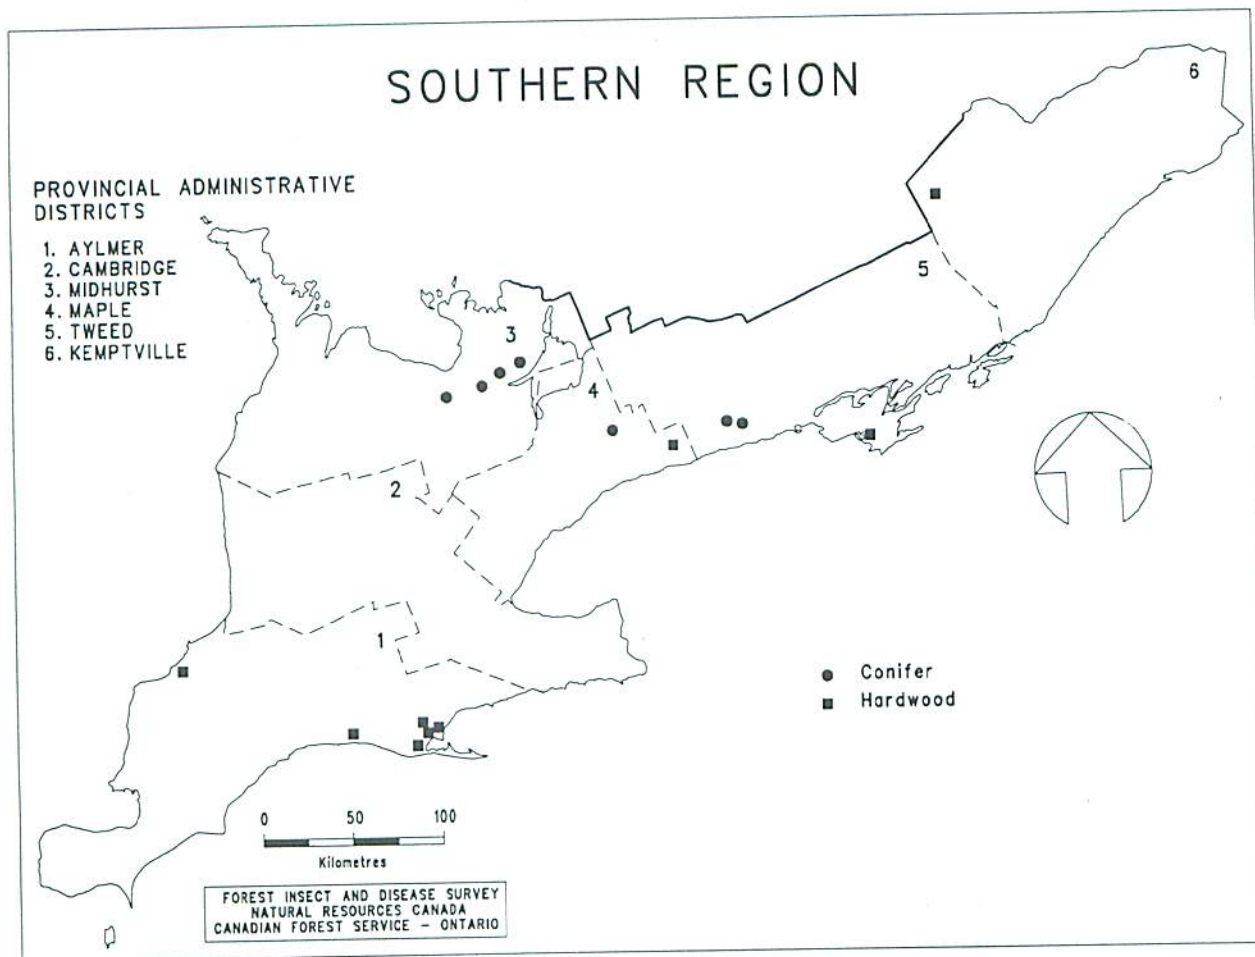 SOUTHERN REGION
PROVINCIAL ADMINISTRATIVE
DISTRICTS
1. AYLMER
2. CAMBRIDGE
3. MIDHURST
4. MAPLE
5. TWEED
6. KEMPTVILLE
6
5
3
4
2
1
Conifer
Hardwood
0 50 100
Kilometres
FOREST INSECT AND DISEASE SURVEY
NATURAL RESOURCES CANADA
CANADIAN FOREST SERVICE - ONTARIO